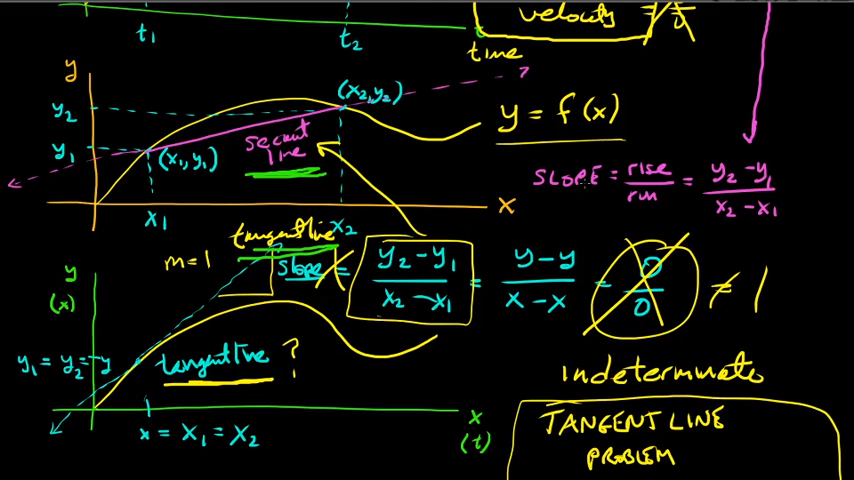 velocity
t₁ t₂ time
y
(x₂, y₂)
y₂
y = f(x)
y₁
secant line
(x₁, y₁)
SLOPE = rise/run = (y₂ - y₁)/(x₂ - x₁)
x₁ x₂ x
tangent line
m = 1
slope = (y₂ - y₁)/(x₂ - x₁) = (y - y)/(x - x) = 0/0 ≠ 1
y
(x)
y₁ = y₂ = y
tangent line ?
indeterminate
x = x₁ = x₂
x
(t)
TANGENT LINE
PROBLEM